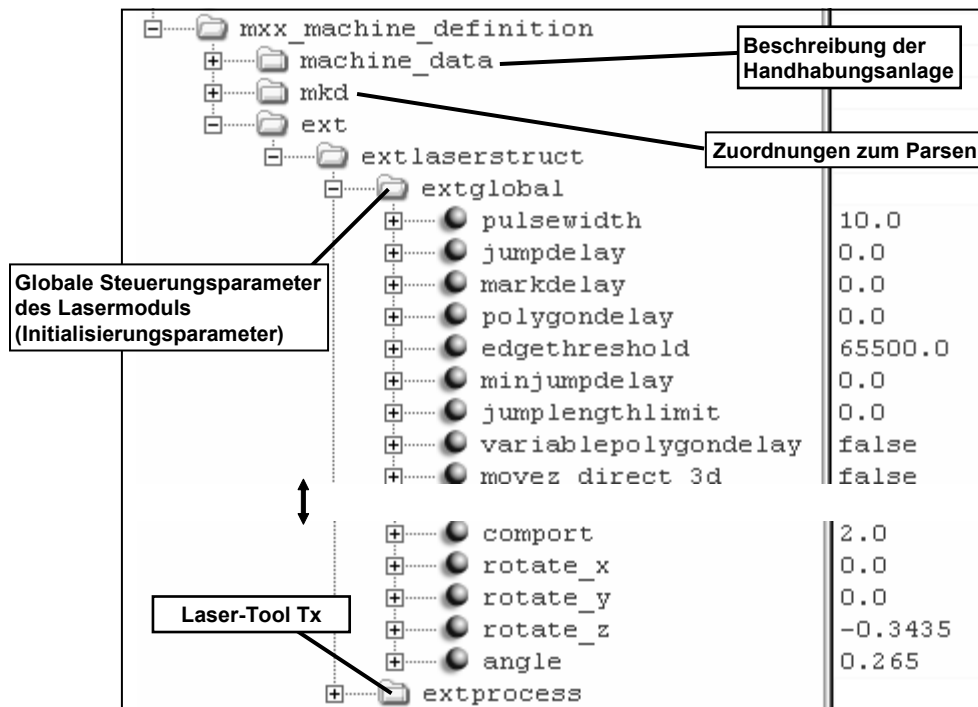 mxx_machine_definition
machine_data
Beschreibung der
Handhabungsanlage
mkd
ext
Zuordnungen zum Parsen
extlaserstruct
extglobal
pulsewidth 10.0
jumpdelay 0.0
Globale Steuerungsparameter
des Lasermoduls
(Initialisierungsparameter)
markdelay 0.0
polygondelay 0.0
edgethreshold 65500.0
minjumpdelay 0.0
jumplengthlimit 0.0
variablepolygondelay false
movez_direct_3d false
comport 2.0
rotate_x 0.0
rotate_y 0.0
Laser-Tool Tx
rotate_z -0.3435
angle 0.265
extprocess